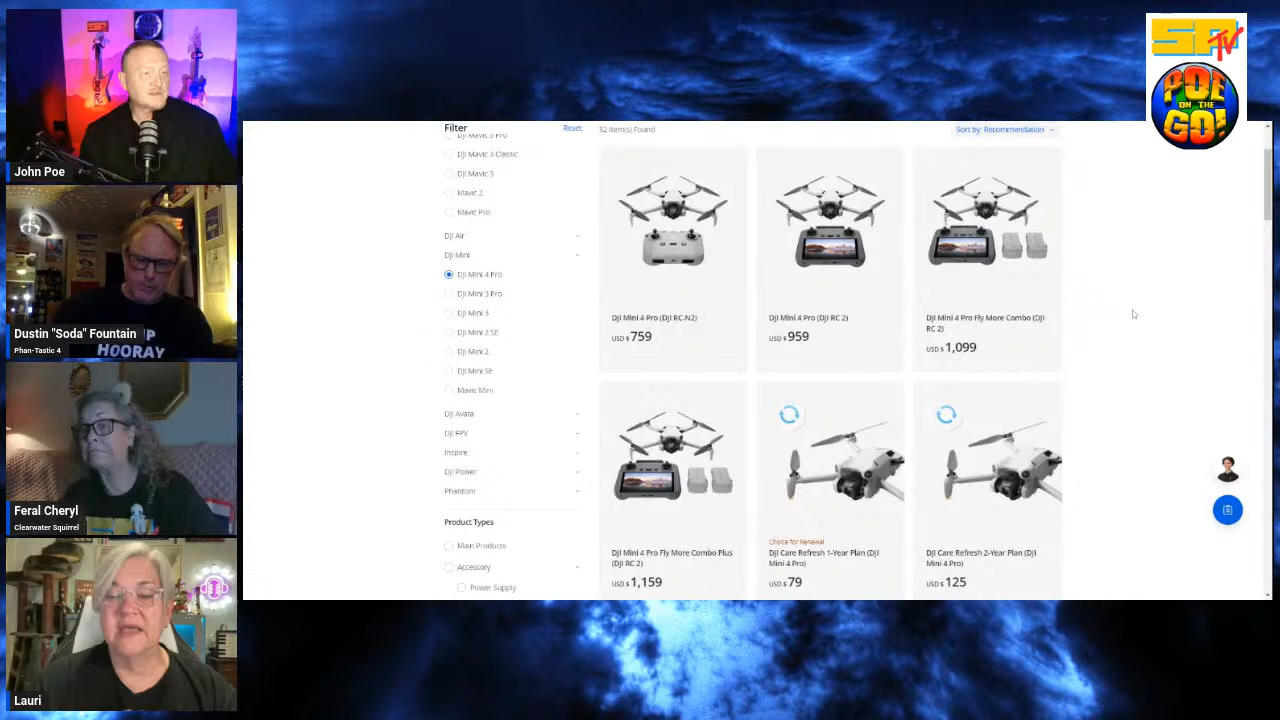 John Poe
Dustin "Soda" Fountain
Phan-Tastic 4
UP
HOORAY
Feral Cheryl
Clearwater Squirrel
Lauri
SPTV
POE
ON THE
GO!
Filter
Reset
32 Item(s) Found
Sort by: Recommendation
DJI Mavic 3 Pro
DJI Mavic 3 Classic
DJI Mavic 3
Mavic 2
Mavic Pro
DJI Air
DJI Mini
DJI Mini 4 Pro
DJI Mini 3 Pro
DJI Mini 3
DJI Mini 2 SE
DJI Mini 2
DJI Mini SE
Mavic Mini
DJI Avata
DJI FPV
Inspire
DJI Power
Phantom
Product Types
Main Products
Accessory
Power Supply
DJI Mini 4 Pro (DJI RC-N2)
USD $ 759
DJI Mini 4 Pro (DJI RC 2)
USD $ 959
DJI Mini 4 Pro Fly More Combo (DJI
RC 2)
USD $ 1,099
DJI Mini 4 Pro Fly More Combo Plus
(DJI RC 2)
USD $ 1,159
Choice for Renewal
DJI Care Refresh 1-Year Plan (DJI
Mini 4 Pro)
USD $ 79
DJI Care Refresh 2-Year Plan (DJI
Mini 4 Pro)
USD $ 125